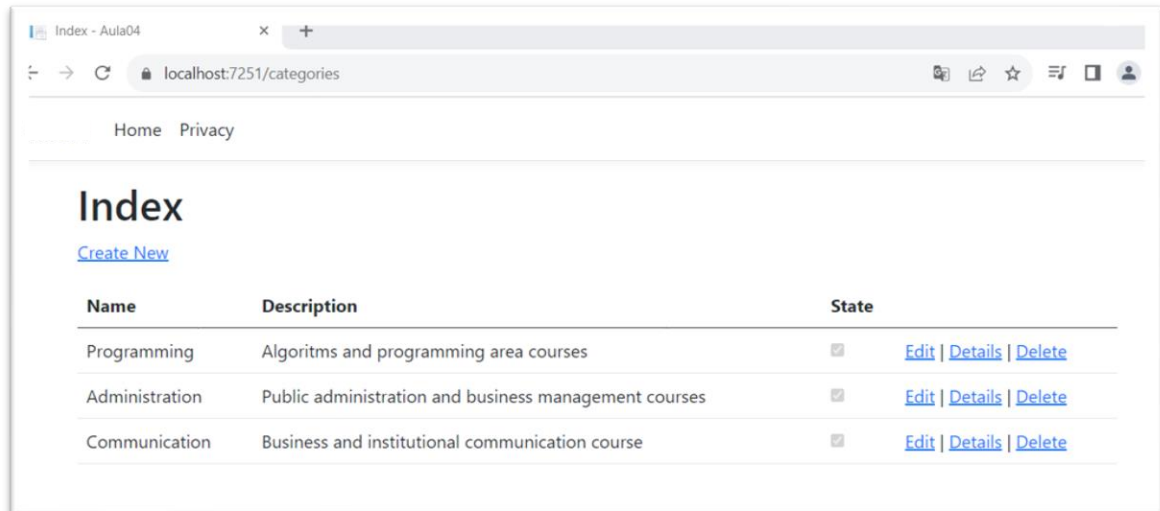 Index - Aula04
localhost:7251/categories
Home Privacy
Index
Create New
Name Description State
Programming Algoritms and programming area courses Edit | Details | Delete
Administration Public administration and business management courses Edit | Details | Delete
Communication Business and institutional communication course Edit | Details | Delete